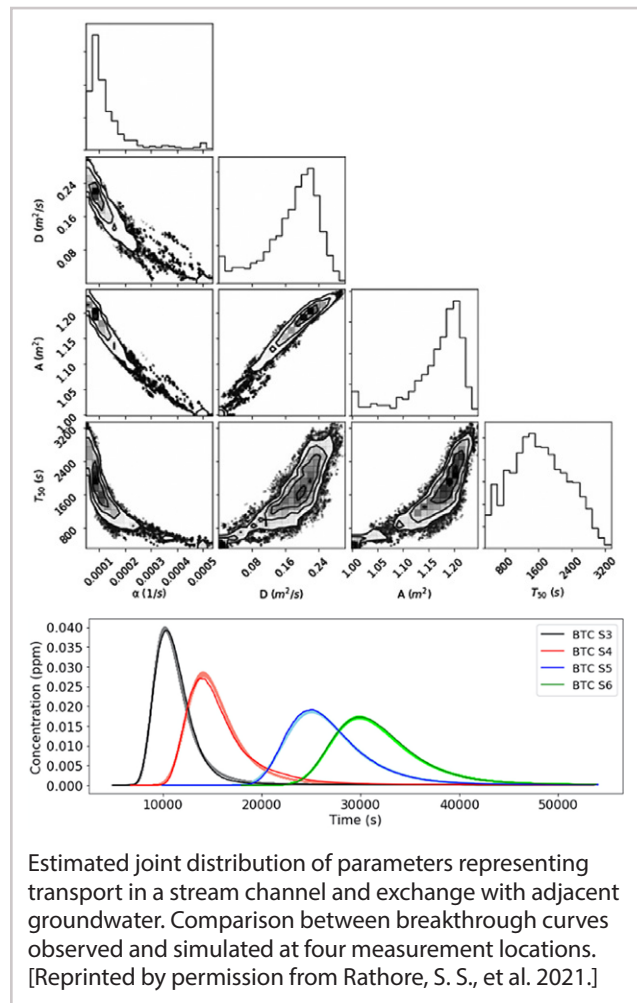 0.24
0.16
0.08
D (m²/s)
1.20
1.15
1.10
1.05
1.00
A (m²)
3200
2400
1600
800
T50 (s)
0.0001 0.0002 0.0003 0.0004 0.0005
α (1/s)
0.08 0.16 0.24
D (m²/s)
1.00 1.05 1.10 1.15 1.20
A (m²)
800 1600 2400 3200
T50 (s)
0.040
0.035
0.030
0.025
0.020
0.015
0.010
0.005
0.000
Concentration (ppm)
BTC S3
BTC S4
BTC S5
BTC S6
10000 20000 30000 40000 50000
Time (s)
Estimated joint distribution of parameters representing
transport in a stream channel and exchange with adjacent
groundwater. Comparison between breakthrough curves
observed and simulated at four measurement locations.
[Reprinted by permission from Rathore, S. S., et al. 2021.]